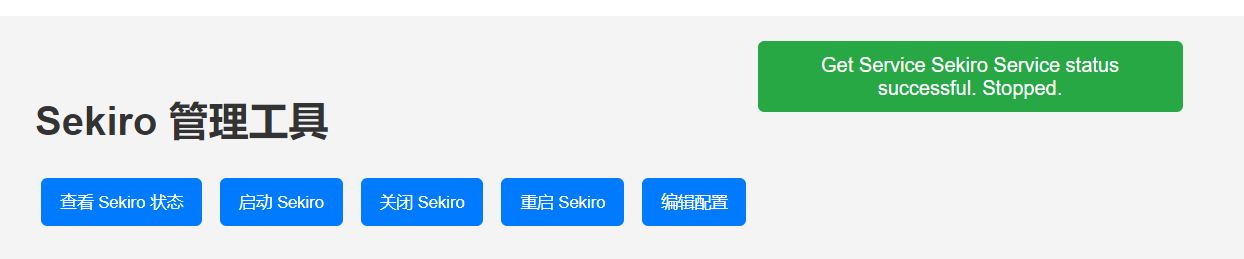 Get Service Sekiro Service status
successful. Stopped.
Sekiro 管理工具
查看 Sekiro 状态
启动 Sekiro
关闭 Sekiro
重启 Sekiro
编辑配置